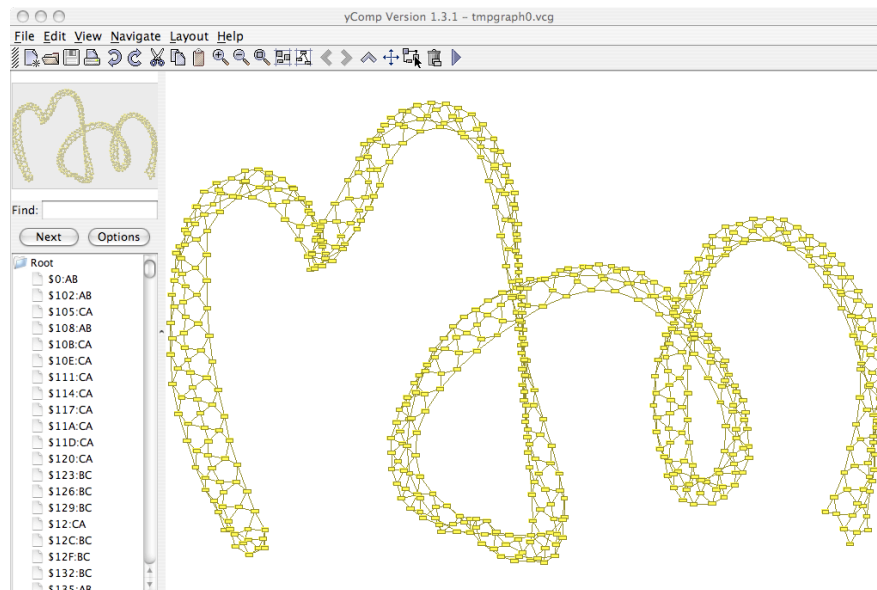 yComp Version 1.3.1 - tmpgraph0.vcg
File Edit View Navigate Layout Help
Find:
Next Options
Root
$0:AB
$102:AB
$105:CA
$108:AB
$10B:CA
$10E:CA
$111:CA
$114:CA
$117:CA
$11A:CA
$11D:CA
$120:CA
$123:BC
$126:BC
$129:BC
$12:CA
$12C:BC
$12F:BC
$132:BC
$135:AB